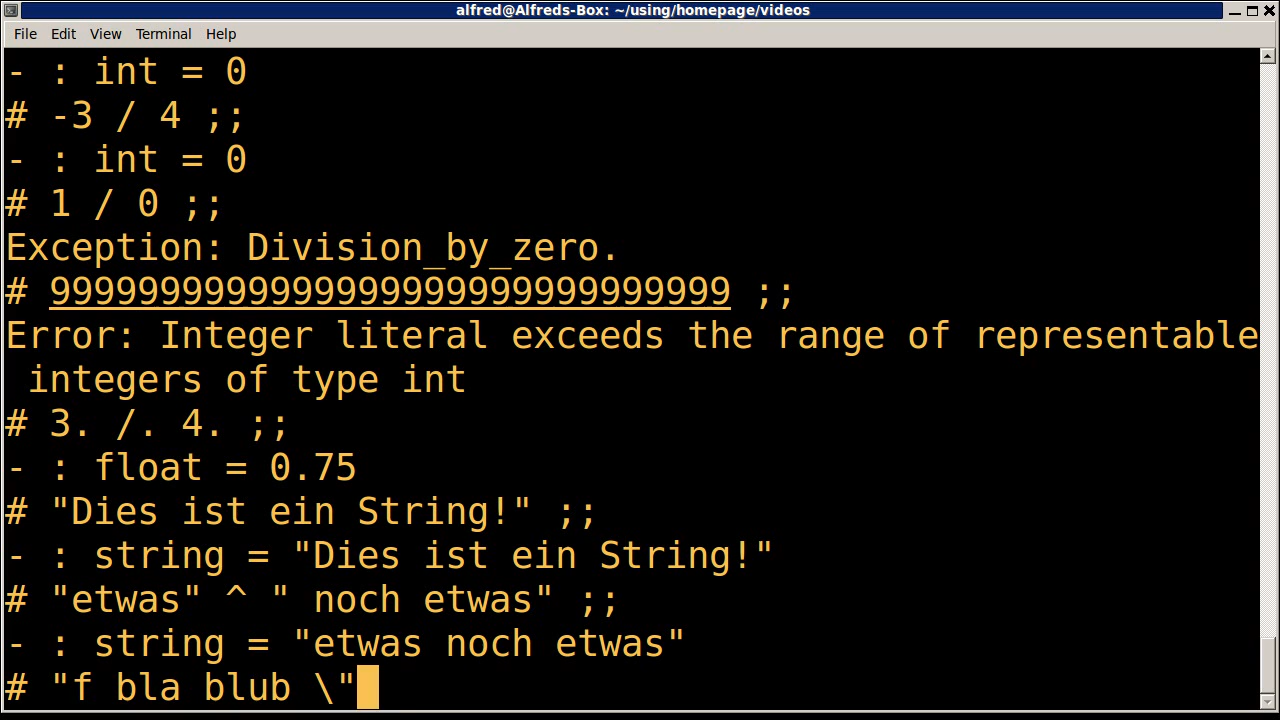 alfred@Alfreds-Box: ~/using/homepage/videos
File Edit View Terminal Help
- : int = 0
# -3 / 4 ;;
- : int = 0
# 1 / 0 ;;
Exception: Division_by_zero.
# 9999999999999999999999999999999 ;;
Error: Integer literal exceeds the range of representable
integers of type int
# 3. /. 4. ;;
- : float = 0.75
# "Dies ist ein String!" ;;
- : string = "Dies ist ein String!"
# "etwas" ^ " noch etwas" ;;
- : string = "etwas noch etwas"
# "f bla blub \"